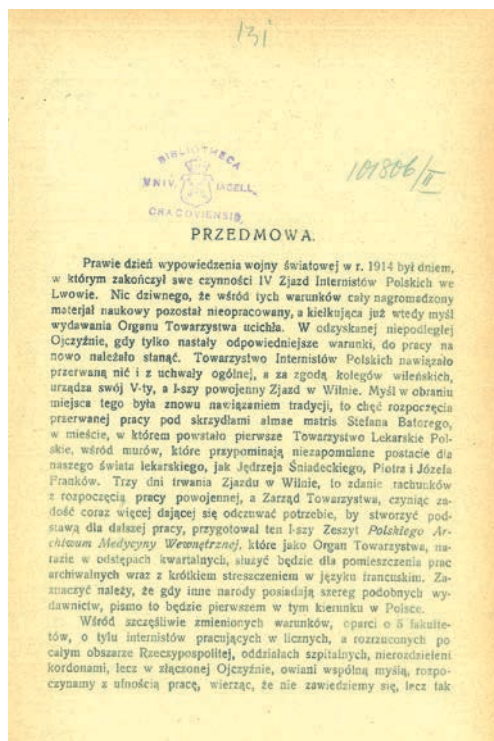 131
BIBLIOTHECA
VNIV. IAGELL.
CRACOVIENSIS
101806/II
PRZEDMOWA.
Prawie dzień wypowiedzenia wojny światowej w r. 1914 był dniem,
w którym zakończył swe czynności IV Zjazd Internistów Polskich we
Lwowie. Nic dziwnego, że wśród tych warunków cały nagromadzony
materjał naukowy pozostał nieopracowany, a kiełkująca już wtedy myśl
wydawania Organu Towarzystwa ucichła. W odzyskanej niepodległej
Ojczyźnie, gdy tylko nastały odpowiedniejsze warunki, do pracy na
nowo należało stanąć. Towarzystwo Internistów Polskich nawiązało
przerwaną nić i z uchwały ogólnej, a za zgodą kolegów wileńskich,
urządza swój V-ty, a I-szy powojenny Zjazd w Wilnie. Myśl w obraniu
miejsca tego była znowu nawiązaniem tradycji, to chęć rozpoczęcia
przerwanej pracy pod skrzydłami almae matris Stefana Batorego,
w mieście, w którem powstało pierwsze Towarzystwo Lekarskie Pol-
skie, wśród murów, które przypominają niezapomniane postacie dla
naszego świata lekarskiego, jak Jędrzeja Śniadeckiego, Piotra i Józefa
Franków. Trzy dni trwania Zjazdu w Wilnie, to zdanie rachunków
z rozpoczęcia pracy powojennej, a Zarząd Towarzystwa, czyniąc za-
dość coraz więcej dającej się odczuwać potrzebie, by stworzyć pod-
stawą dla dalszej pracy, przygotował ten I-szy Zeszyt Polskiego Ar-
chiwum Medycyny Wewnętrznej, które jako Organ Towarzystwa, na-
razie w odstępach kwartalnych, służyć będzie dla pomieszczenia prac
archiwalnych wraz z krótkiem streszczeniem w języku francuskim. Za-
znaczyć należy, że gdy inne narody posiadają szereg podobnych wy-
dawnictw, pismo to będzie pierwszem w tym kierunku w Polsce.
Wśród szczęśliwie zmienionych warunków, oparci o 5 fakulte-
tów, o tylu internistów pracujących w licznych, a rozrzuconych po
całym obszarze Rzeczypospolitej, oddziałach szpitalnych, nierozdzieleni
kordonami, lecz w złączonej Ojczyźnie, owiani wspólną myślą, rozpo-
czynamy z ufnością pracę, wierząc, że nie zawiedziemy się, lecz tak